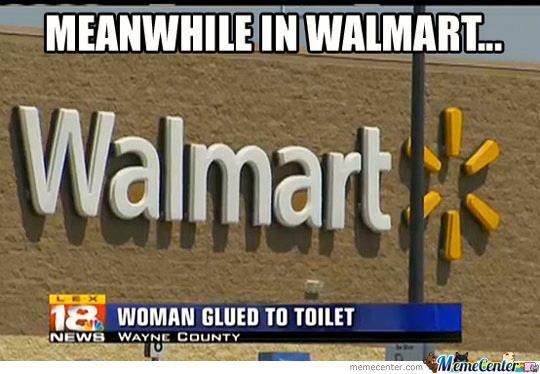 MEANWHILE IN WALMART...
Walmart
LEX
18
NEWS
WOMAN GLUED TO TOILET
WAYNE COUNTY
memecenter.com
MemeCenter